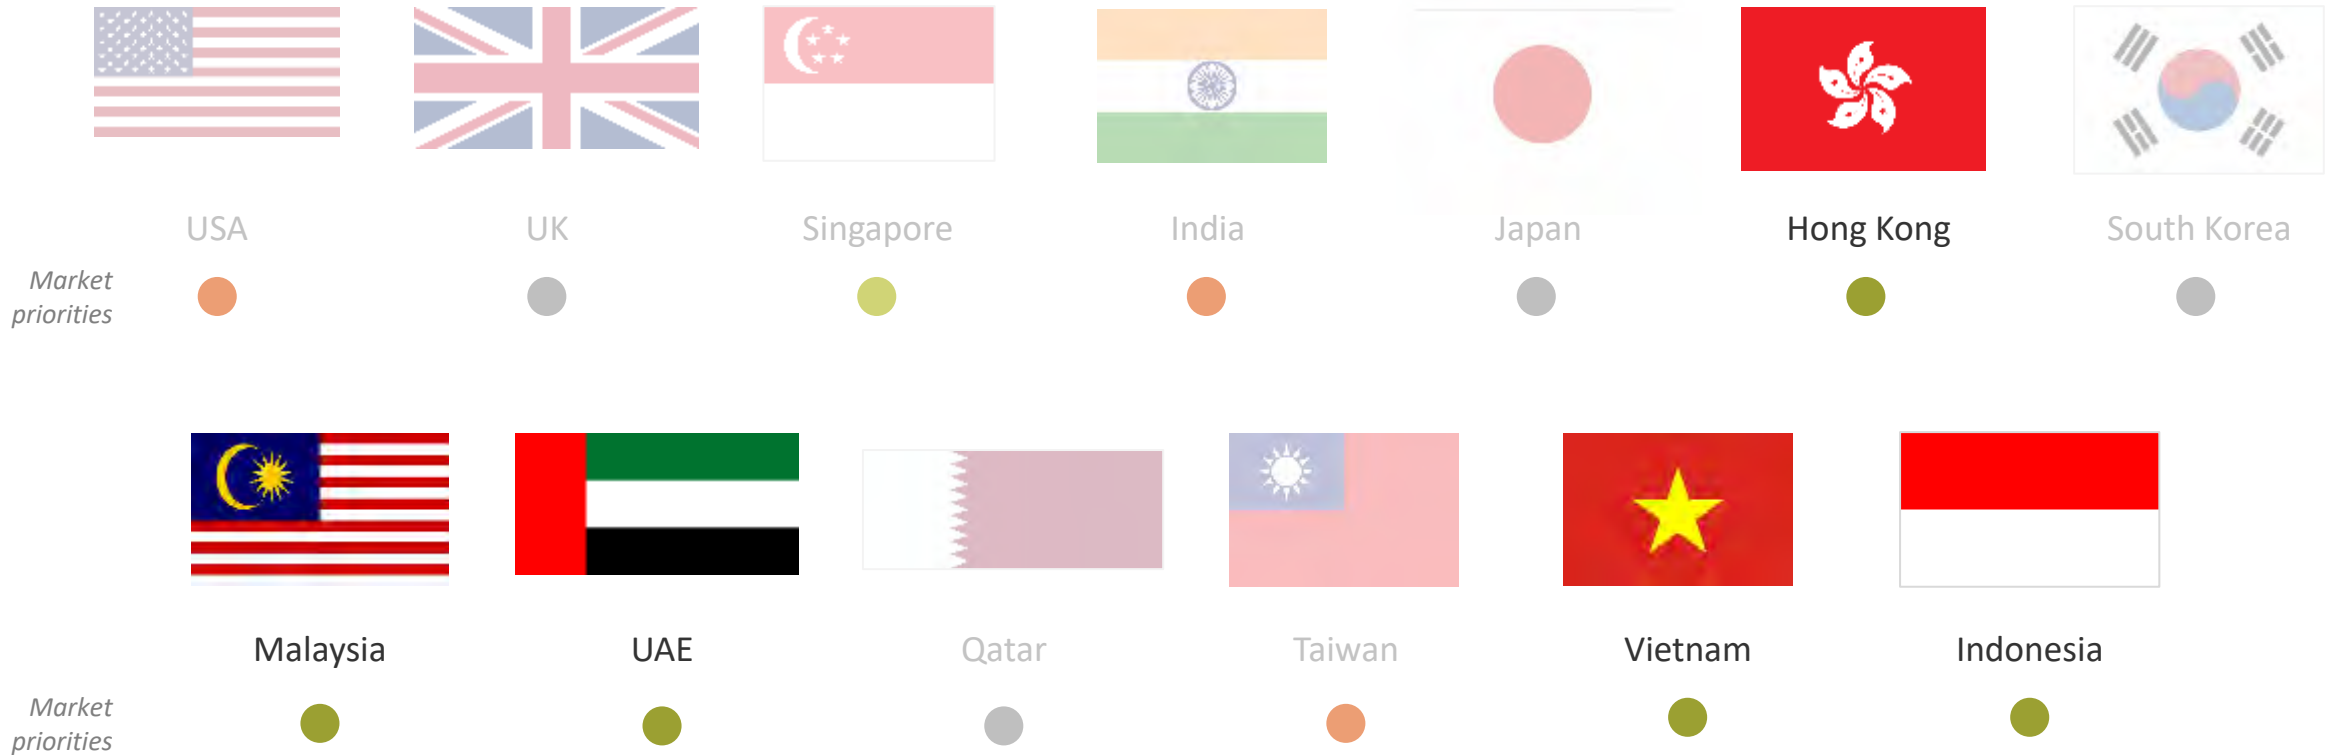 USA
UK
Singapore
India
Japan
Hong Kong
South Korea
Market
priorities
Malaysia
UAE
Qatar
Taiwan
Vietnam
Indonesia
Market
priorities